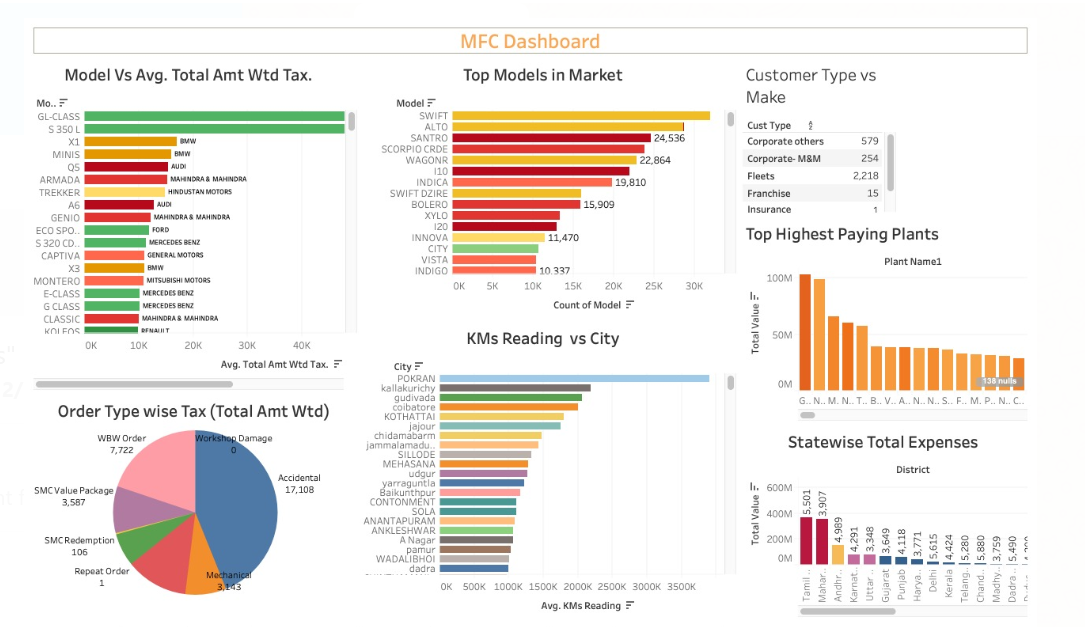 MFC Dashboard
Model Vs Avg. Total Amt Wtd Tax.
Mo..
GL-CLASS
S 350 L
X1 BMW
MINIS BMW
Q5 AUDI
ARMADA MAHINDRA & MAHINDRA
TREKKER HINDUSTAN MOTORS
A6 AUDI
GENIO MAHINDRA & MAHINDRA
ECO SPO.. FORD
S 320 CD.. MERCEDES BENZ
CAPTIVA GENERAL MOTORS
X3 BMW
MONTERO MITSUBISHI MOTORS
E-CLASS MERCEDES BENZ
G CLASS MERCEDES BENZ
CLASSIC MAHINDRA & MAHINDRA
KOLEOS RENAULT
0K 10K 20K 30K 40K
Avg. Total Amt Wtd Tax.
Top Models in Market
Model
SWIFT
ALTO
SANTRO 24,536
SCORPIO CRDE
WAGONR 22,864
I10
INDICA 19,810
SWIFT DZIRE
BOLERO 15,909
XYLO
I20
INNOVA 11,470
CITY
VISTA
INDIGO 10,337
0K 5K 10K 15K 20K 25K 30K
Count of Model
Customer Type vs
Make
Cust Type
Corporate others 579
Corporate- M&M 254
Fleets 2,218
Franchise 15
Insurance 1
Top Highest Paying Plants
Plant Name1
Total Value
100M
50M
0M
138 nulls
G.. N.. M.. N.. T.. B.. V.. A.. N.. N.. S.. F.. M.. P.. N.. C..
Order Type wise Tax (Total Amt Wtd)
WBW Order
7,722
Workshop Damage
0
Accidental
17,108
SMC Value Package
3,587
SMC Redemption
106
Repeat Order
1
Mechanical
3,143
KMs Reading vs City
City
POKRAN
kallakurichy
gudivada
coibatore
KOTHATTAI
jajour
chidamabarm
jammalamadu..
SILLODE
MEHASANA
udgur
yarraguntla
Baikunthpur
CONTONMENT
SOLA
ANANTAPURAM
ANKLESHWAR
A Nagar
pamur
WADALIBHOI
dadra
0K 500K 1000K 1500K 2000K 2500K 3000K 3500K
Avg. KMs Reading
Statewise Total Expenses
District
Total Value
600M
400M
200M
0M
5,501 3,907 4,989 4,291 3,348 3,649 4,118 3,771 5,615 4,424 5,280 5,880 3,759 5,490
Tamil .. Mahar.. Andhr.. Karnat.. Uttar .. Gujarat Punjab Harya.. Delhi Kerala Telang.. Chand.. Madhy.. Dadra ..